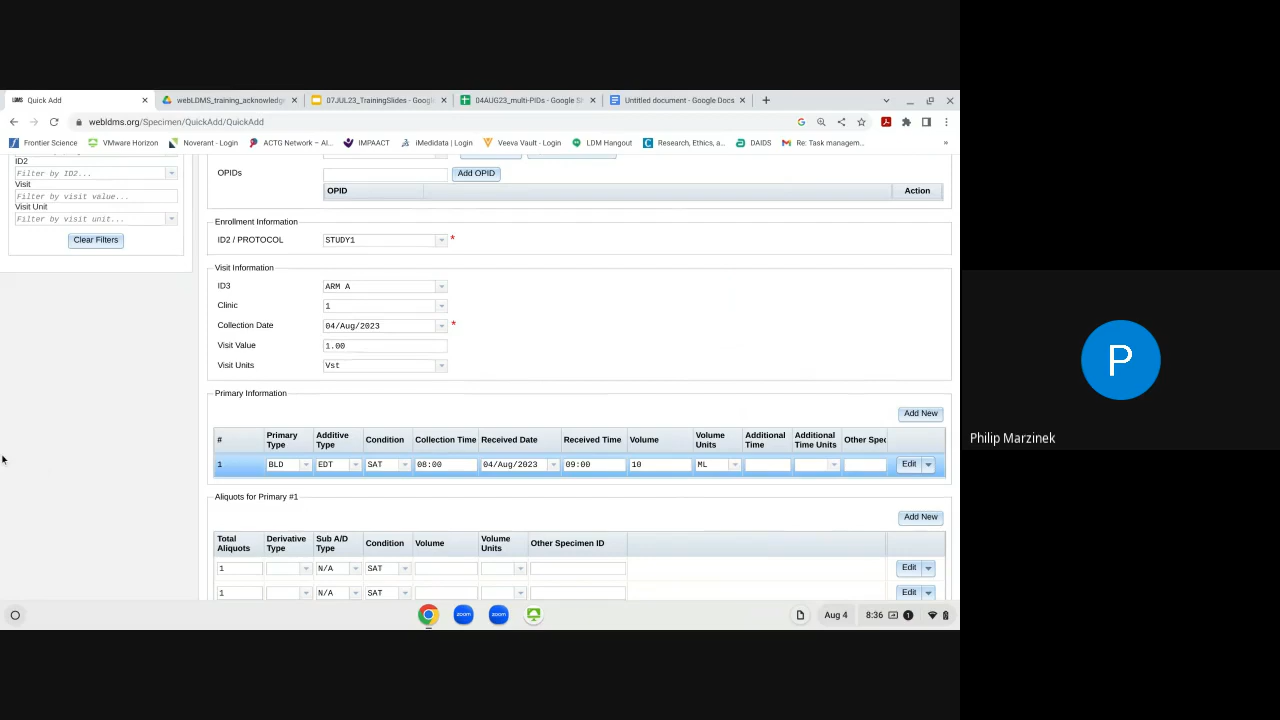 Quick Add
webLDMS_training_acknowledg
07JUL23_TrainingSlides - Google
04AUG23_multi-PIDs - Google Sh
Untitled document - Google Docs
webldms.org/Specimen/QuickAdd/QuickAdd
Frontier Science
VMware Horizon
Noverant · Login
ACTG Network – Al...
IMPAACT
iMedidata | Login
Veeva Vault - Login
LDM Hangout
Research, Ethics, a...
DAIDS
Re: Task managem...
»
ID2
Filter by ID2...
Visit
Filter by visit value...
Visit Unit
Filter by visit unit...
Clear Filters
OPIDs
Add OPID
OPID
Action
Enrollment Information
ID2 / PROTOCOL
STUDY1
*
Visit Information
ID3
ARM A
Clinic
1
Collection Date
04/Aug/2023
*
Visit Value
1.00
Visit Units
Vst
Primary Information
Add New
# Primary Type Additive Type Condition Collection Time Received Date Received Time Volume Volume Units Additional Time Additional Time Units Other Spec
1 BLD EDT SAT 08:00 04/Aug/2023 09:00 10 ML Edit
Aliquots for Primary #1
Add New
Total Aliquots Derivative Type Sub A/D Type Condition Volume Volume Units Other Specimen ID
1 N/A SAT Edit
1 N/A SAT Edit
zoom
zoom
Aug 4
8:36
1
P
Philip Marzinek